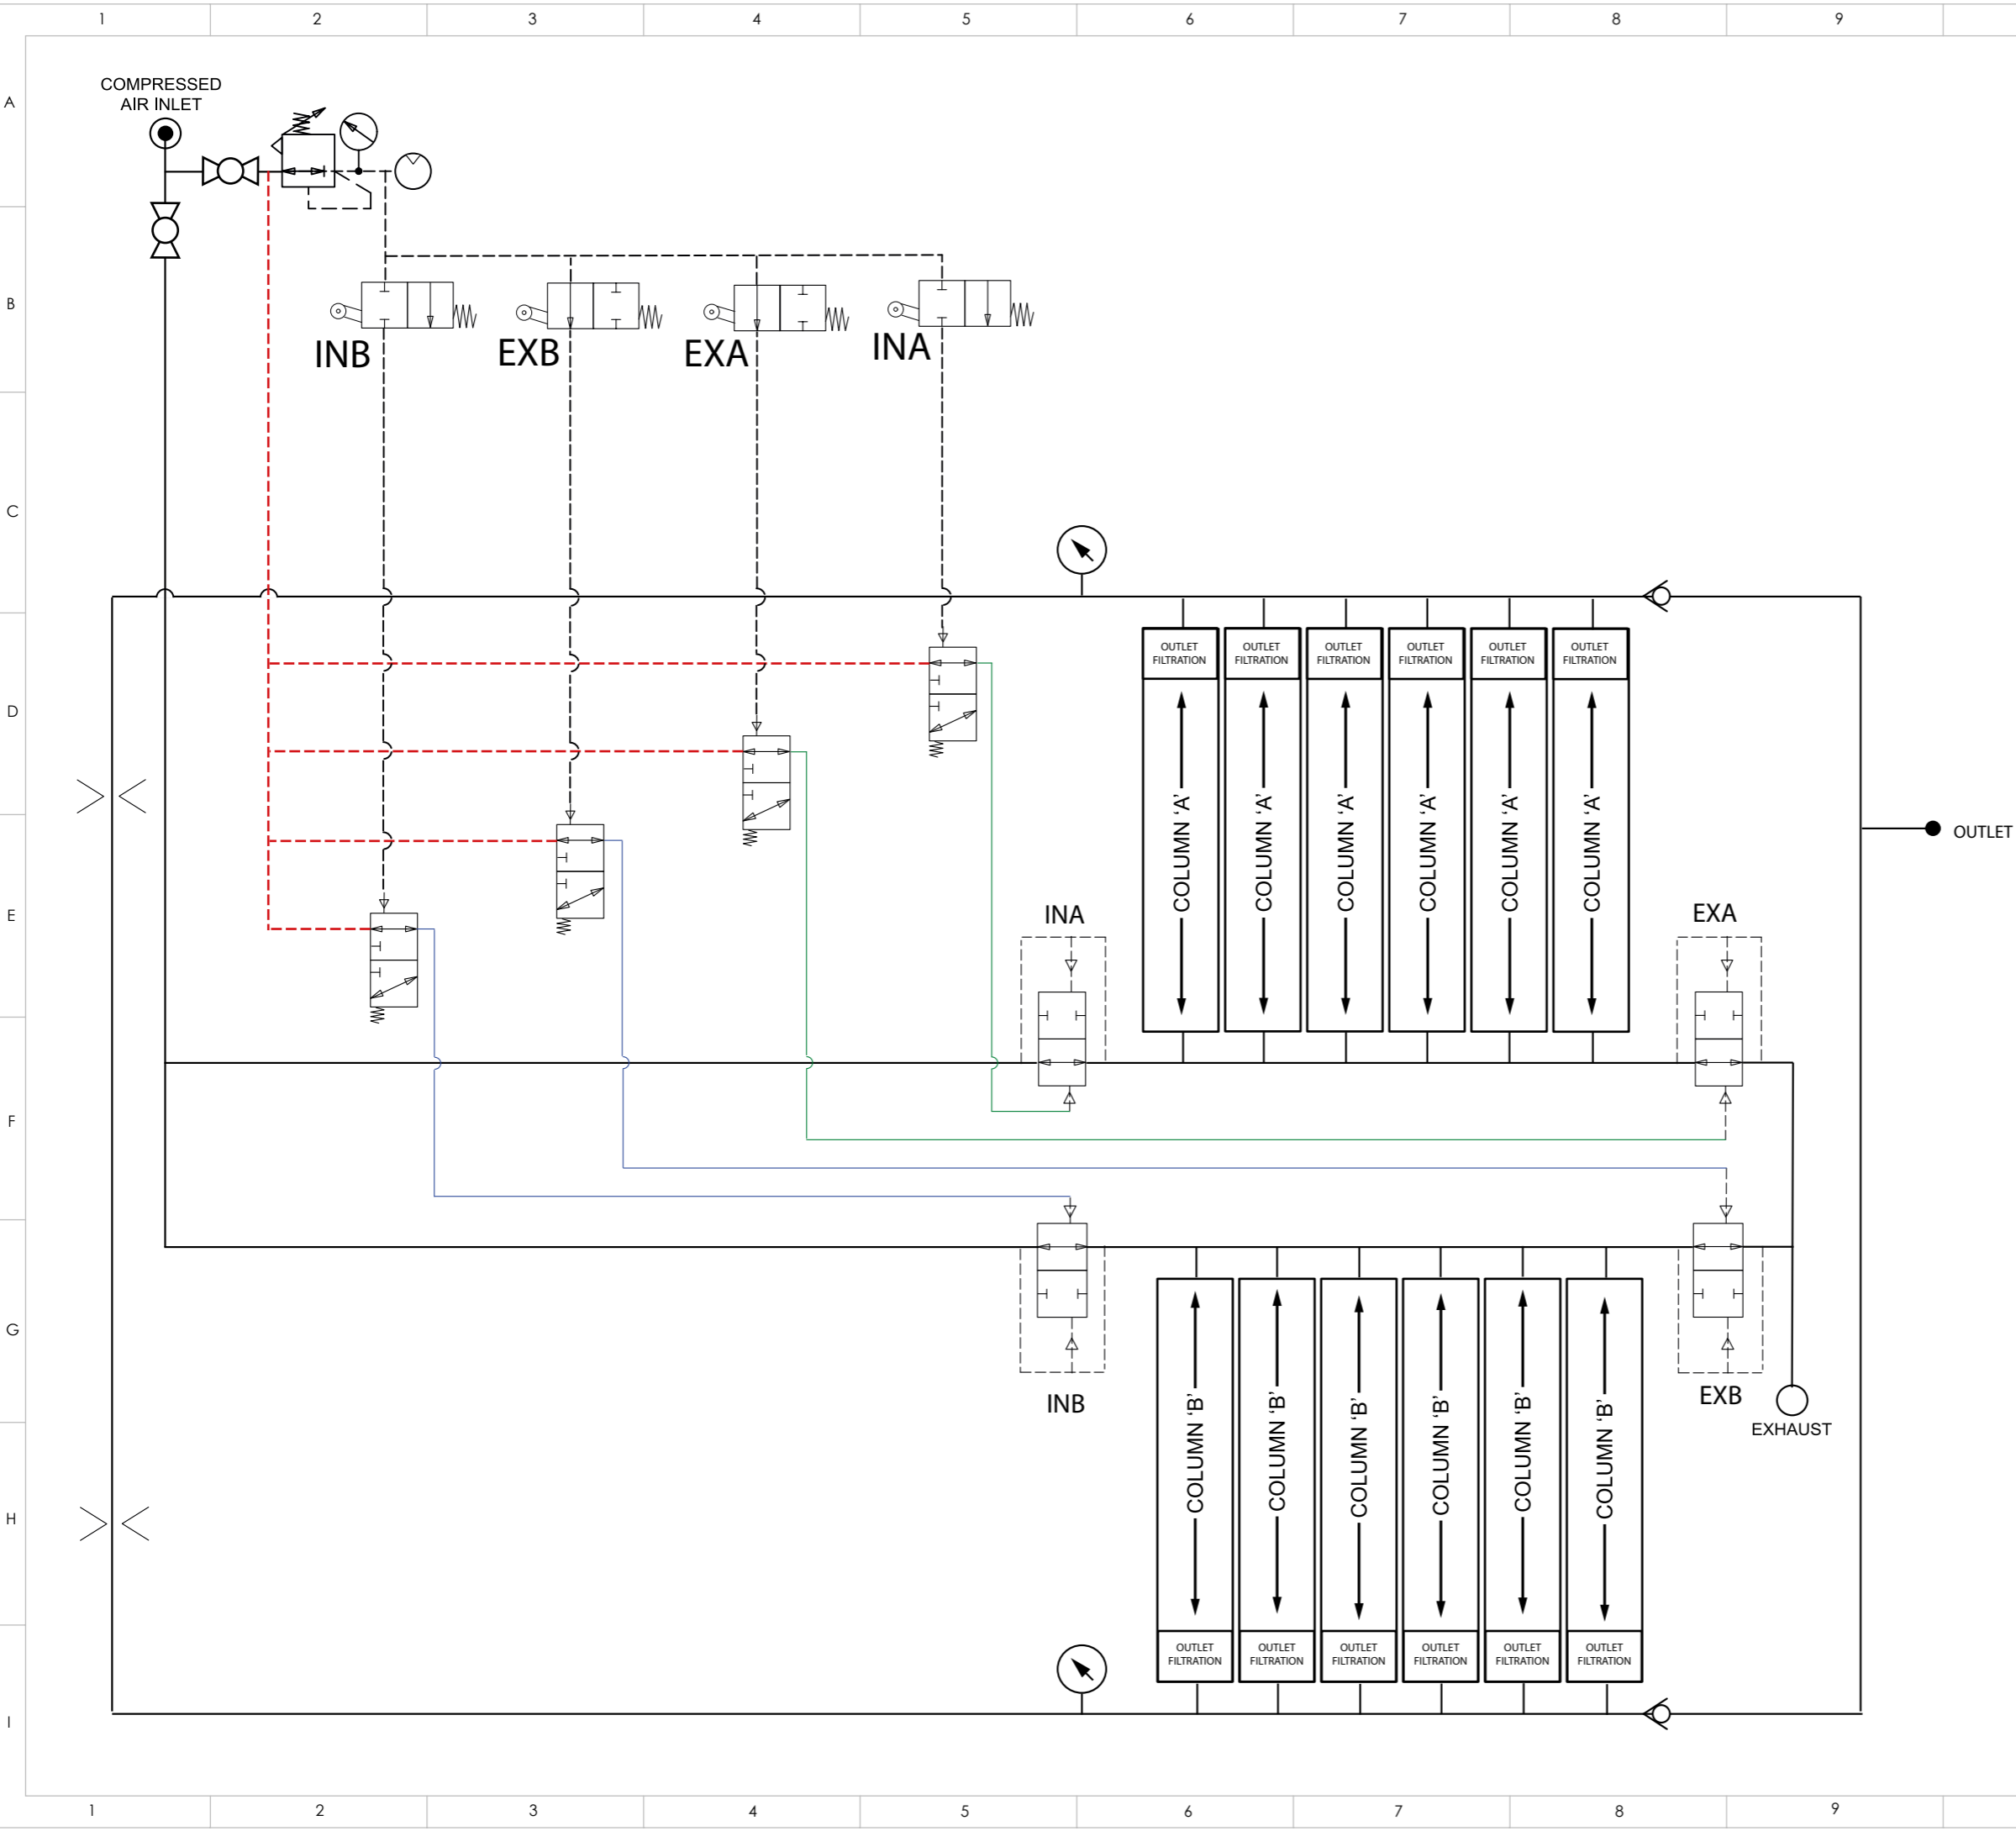 1 2 3 4 5 6 7 8 9
A
COMPRESSED
AIR INLET
B
INB EXB EXA INA
C
OUTLET OUTLET OUTLET OUTLET OUTLET OUTLET
FILTRATION FILTRATION FILTRATION FILTRATION FILTRATION FILTRATION
D
COLUMN ‘A’ COLUMN ‘A’ COLUMN ‘A’ COLUMN ‘A’ COLUMN ‘A’ COLUMN ‘A’
OUTLET
E
INA EXA
F
G
INB EXB
EXHAUST
COLUMN ‘B’ COLUMN ‘B’ COLUMN ‘B’ COLUMN ‘B’ COLUMN ‘B’ COLUMN ‘B’
H
OUTLET OUTLET OUTLET OUTLET OUTLET OUTLET
FILTRATION FILTRATION FILTRATION FILTRATION FILTRATION FILTRATION
I
1 2 3 4 5 6 7 8 9